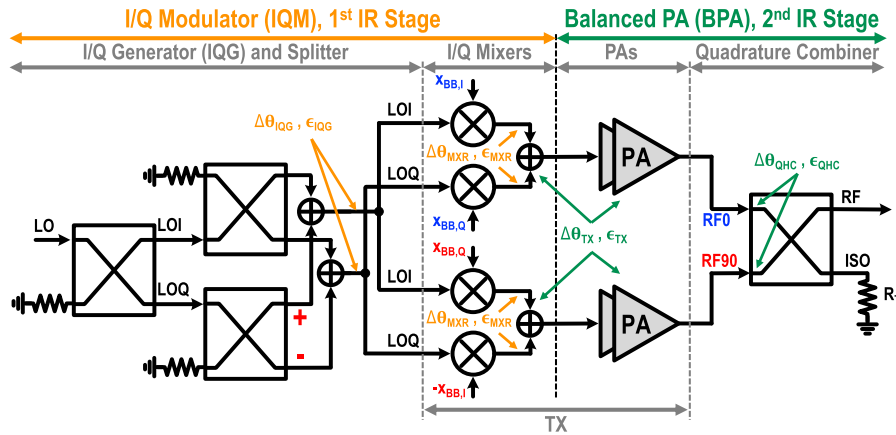 I/Q Modulator (IQM), 1st IR Stage
Balanced PA (BPA), 2nd IR Stage
I/Q Generator (IQG) and Splitter
I/Q Mixers
PAs
Quadrature Combiner
xBB,I
LOI
ΔθIQG , ϵIQG
ΔθMXR , ϵMXR
PA
ΔθQHC , ϵQHC
LOQ
LO
LOI
xBB,Q
RF0
RF
ΔθTX , ϵTX
xBB,Q
RF90
ISO
LOQ
LOI
+
ΔθMXR , ϵMXR
PA
R
-
LOQ
-xBB,I
TX